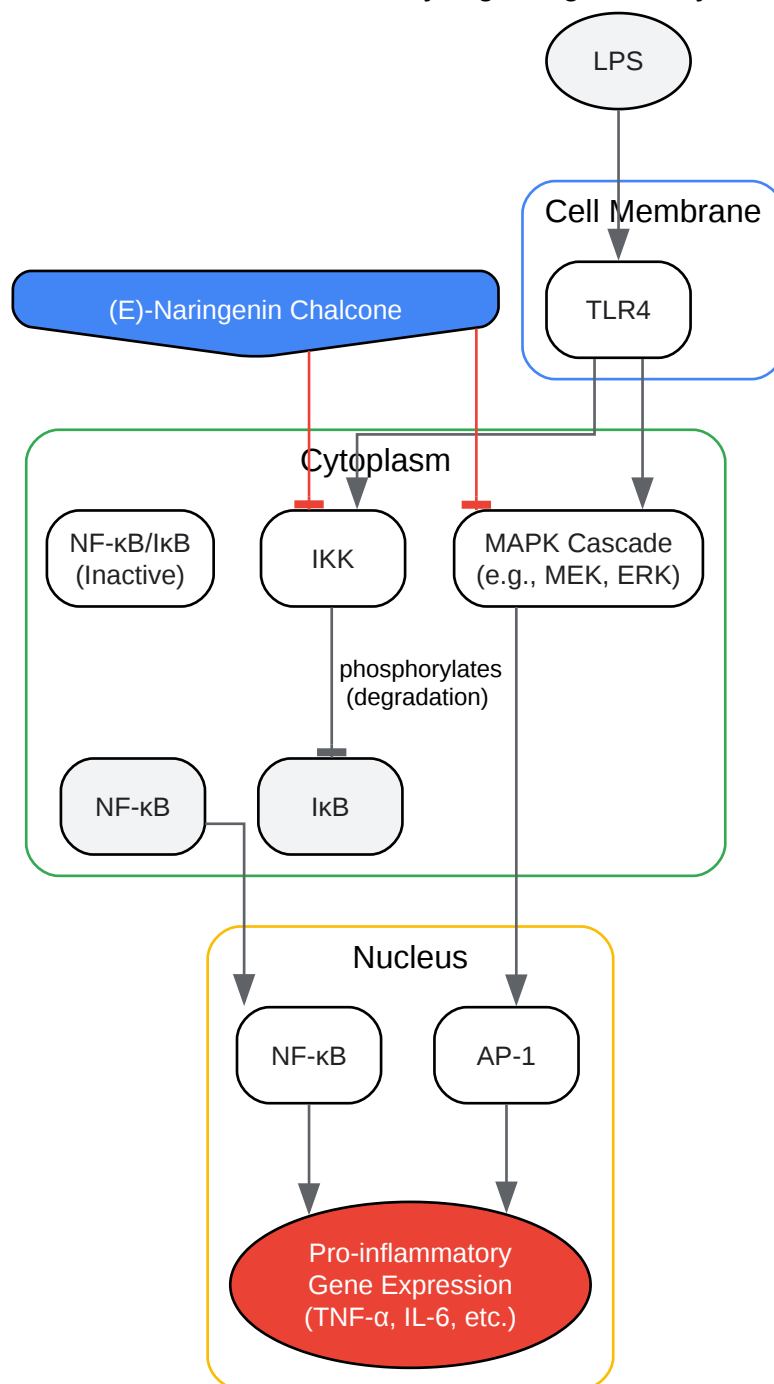 LPS
Cell Membrane
TLR4
(E)-Naringenin Chalcone
Cytoplasm
NF-κB/IκB
(Inactive)
IKK
MAPK Cascade
(e.g., MEK, ERK)
phosphorylates
(degradation)
NF-κB
IκB
Nucleus
NF-κB
AP-1
Pro-inflammatory
Gene Expression
(TNF-α, IL-6, etc.)